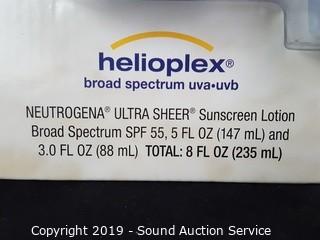 helioplex®
broad spectrum uva•uvb
NEUTROGENA® ULTRA SHEER® Sunscreen Lotion
Broad Spectrum SPF 55, 5 FL OZ (147 mL) and
3.0 FL OZ (88 mL) TOTAL: 8 FL OZ (235 mL)
Copyright 2019 - Sound Auction Service